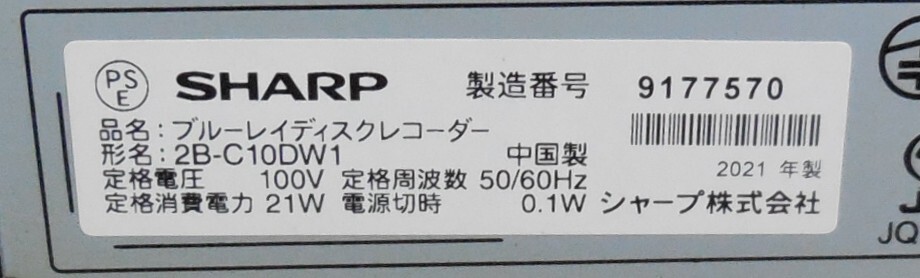 PS
E
SHARP 製造番号 9177570
品名：ブルーレイディスクレコーダー
形名：2B-C10DW1 中国製
2021 年製
定格電圧 100V 定格周波数 50/60Hz
定格消費電力 21W 電源切時 0.1W シャープ株式会社
JQ